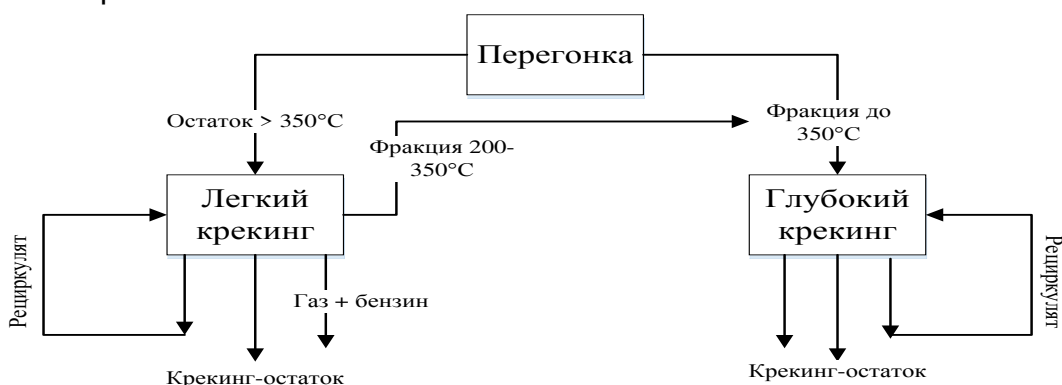 Перегонка
Остаток > 350°С
Фракция 200-
350°С
Фракция до
350°С
Легкий
крекинг
Глубокий
крекинг
Рециркулят
Рециркулят
Газ + бензин
Крекинг-остаток
Крекинг-остаток